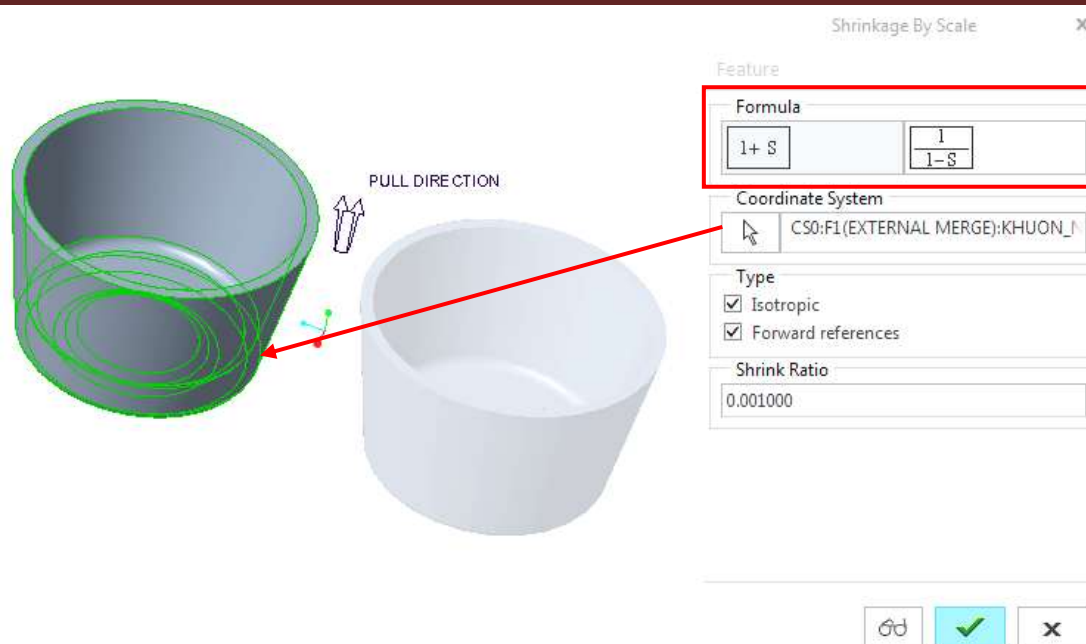 Shrinkage By Scale
Feature
Formula
1+ S
1
1-S
PULL DIRECTION
Coordinate System
CS0:F1(EXTERNAL MERGE):KHUON_N
Type
Isotropic
Forward references
Shrink Ratio
0.001000